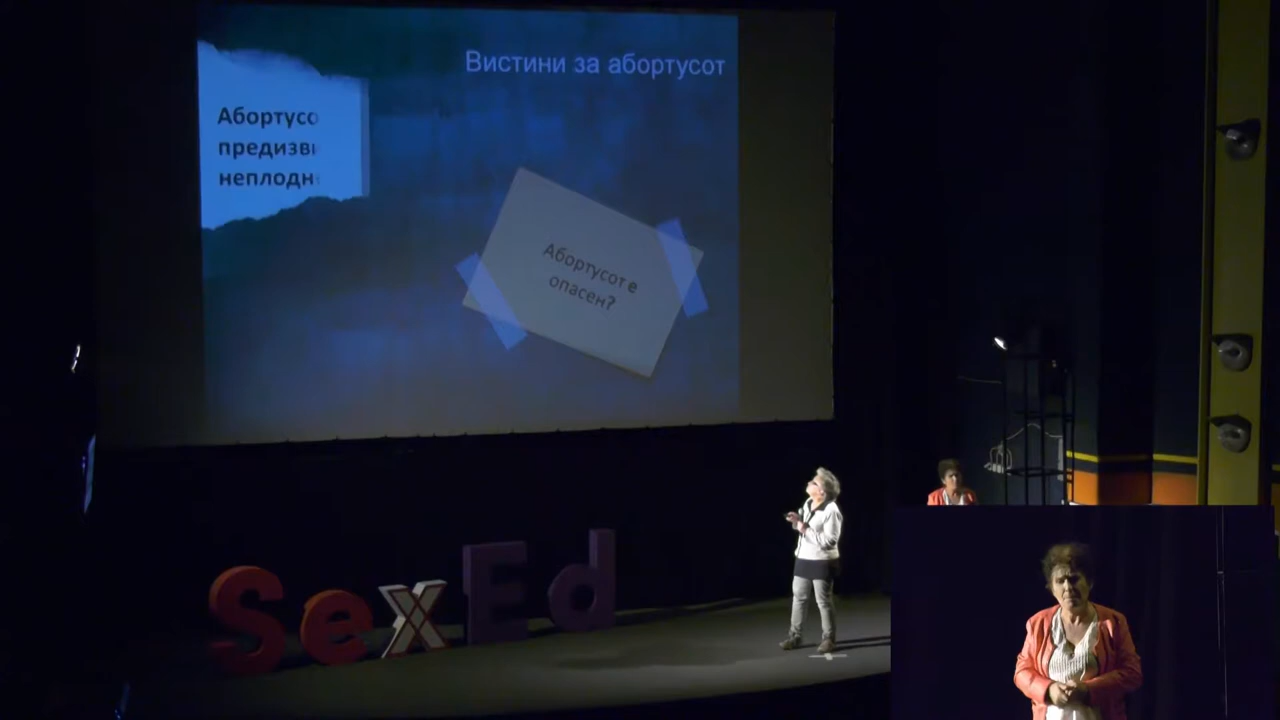 Вистини за абортусот
Абортусо
предизви
неплодн
Абортусот е
опасен?
SexEd